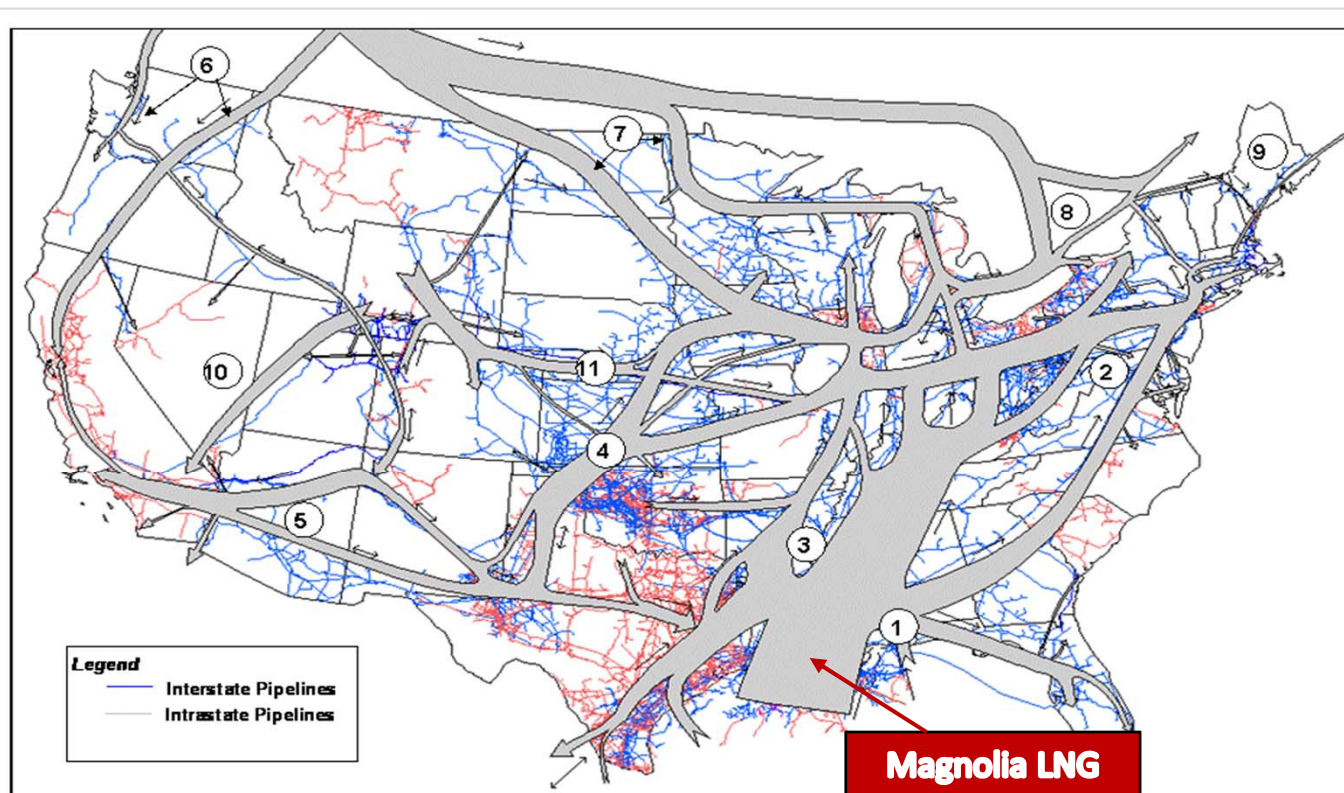 6
7
9
8
10
11
2
4
5
3
1
Legend
Interstate Pipelines
Intrastate Pipelines
Magnolia LNG